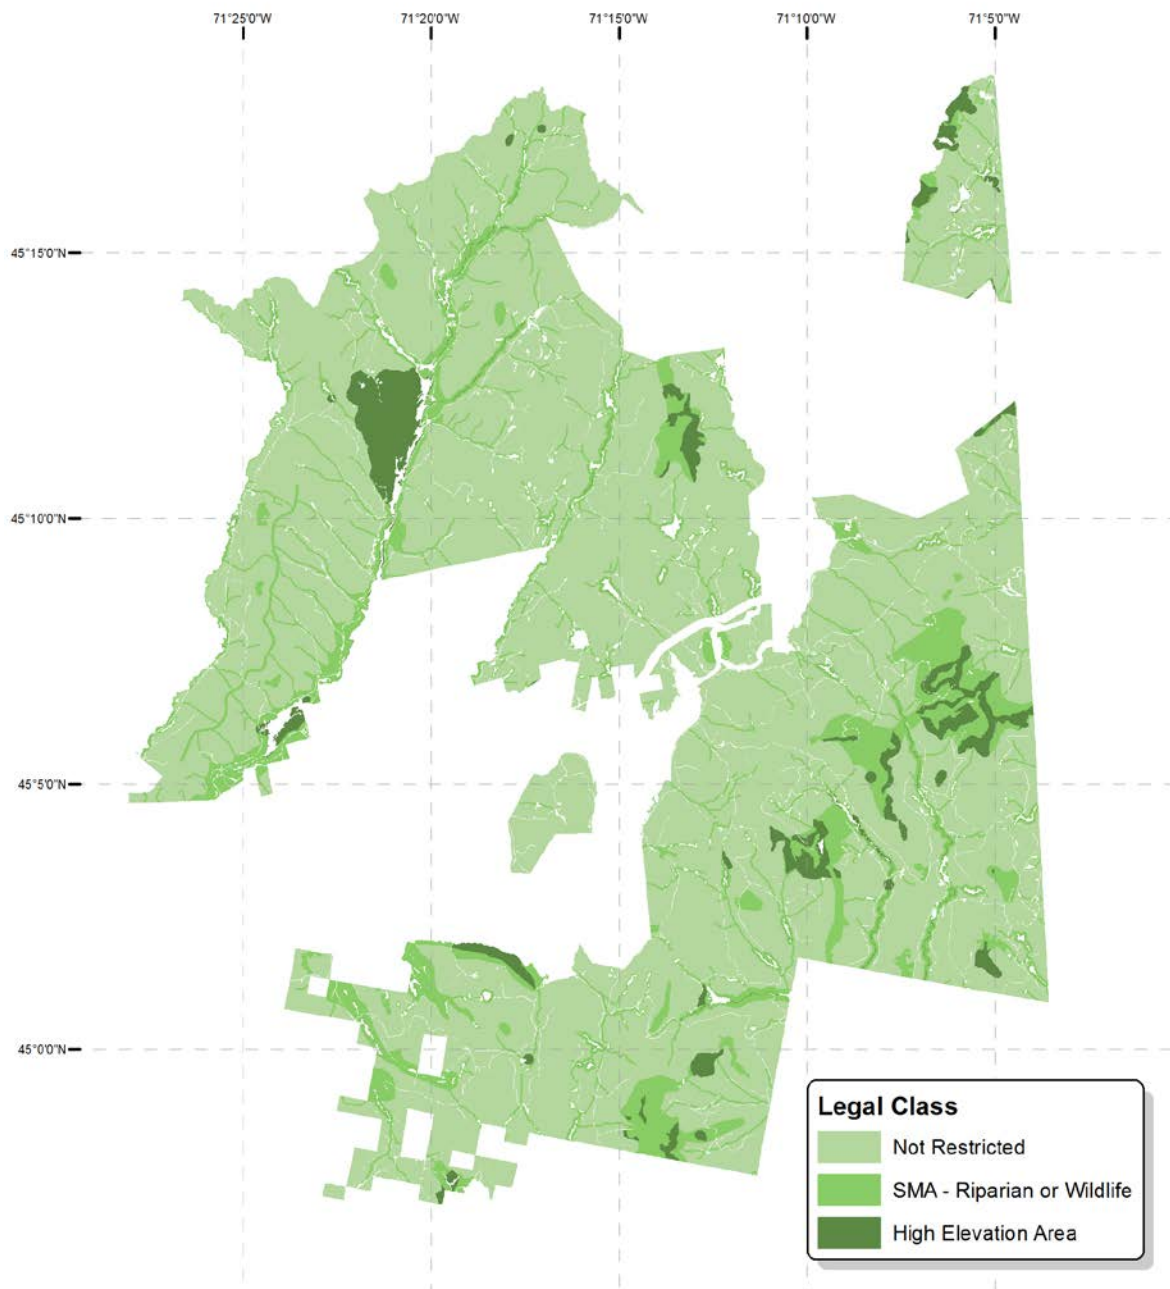 71°25'0"W
71°20'0"W
71°15'0"W
71°10'0"W
71°5'0"W
45°15'0"N
45°10'0"N
45°5'0"N
45°0'0"N
Legal Class
Not Restricted
SMA - Riparian or Wildlife
High Elevation Area